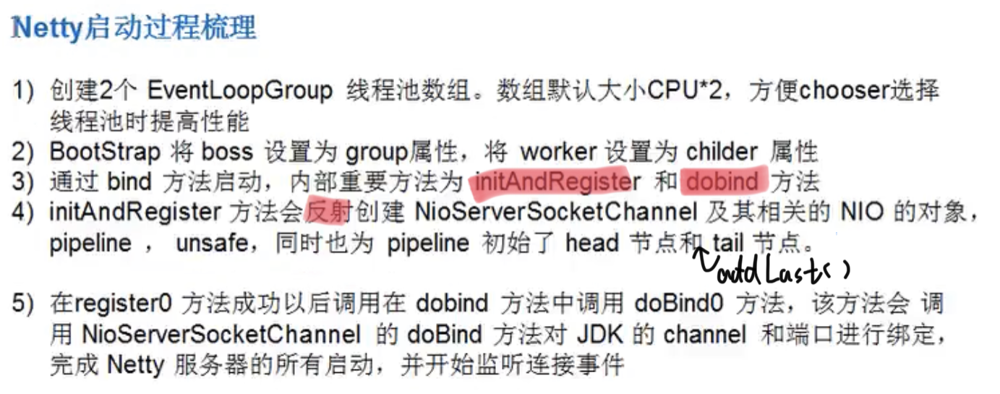 Netty启动过程梳理
1) 创建2个 EventLoopGroup 线程池数组。数组默认大小CPU*2，方便chooser选择
线程池时提高性能
2) BootStrap 将 boss 设置为 group属性，将 worker 设置为 childer 属性
3) 通过 bind 方法启动，内部重要方法为 initAndRegister 和 dobind 方法
4) initAndRegister 方法会反射创建 NioServerSocketChannel 及其相关的 NIO 的对象，
pipeline ， unsafe，同时也为 pipeline 初始了 head 节点和 tail 节点。
addLast()
5) 在register0 方法成功以后调用在 dobind 方法中调用 doBind0 方法，该方法会 调
用 NioServerSocketChannel 的 doBind 方法对 JDK 的 channel 和端口进行绑定，
完成 Netty 服务器的所有启动，并开始监听连接事件